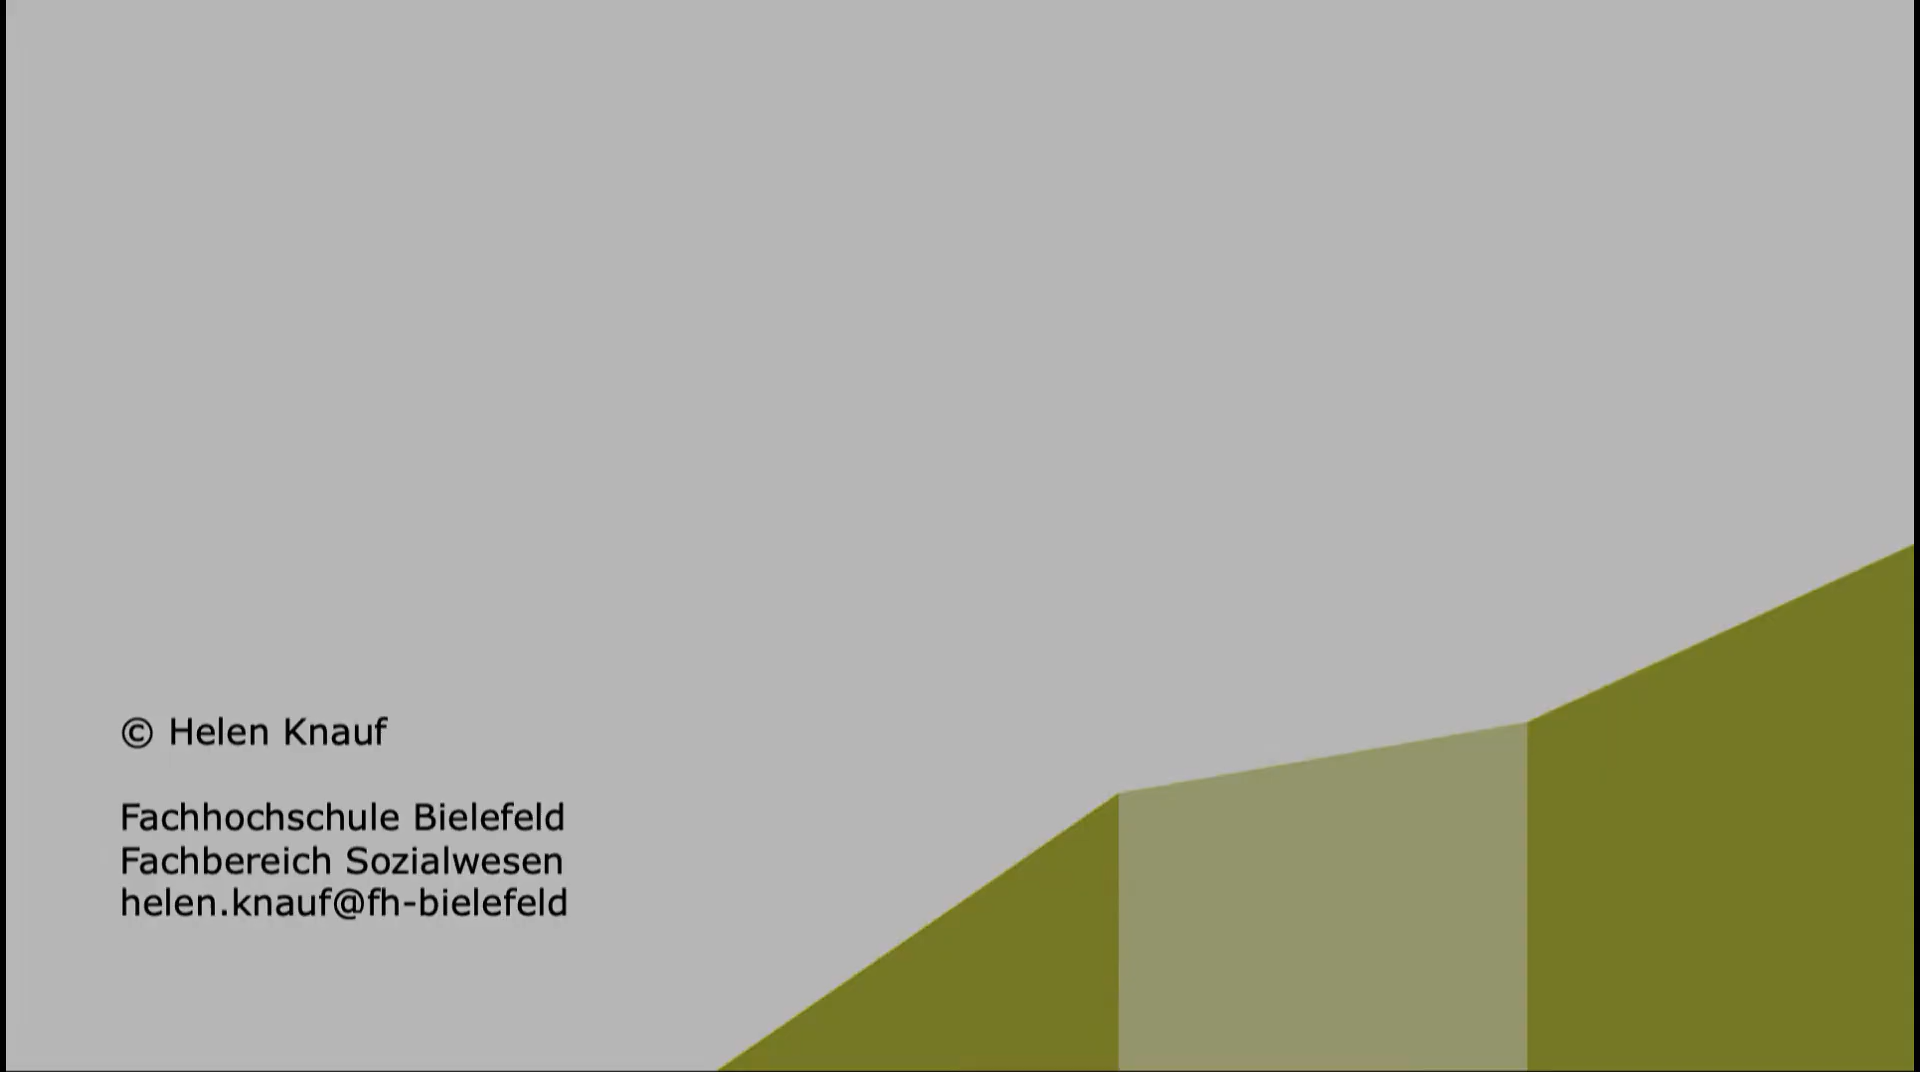 © Helen Knauf
Fachhochschule Bielefeld
Fachbereich Sozialwesen
helen.knauf@fh-bielefeld